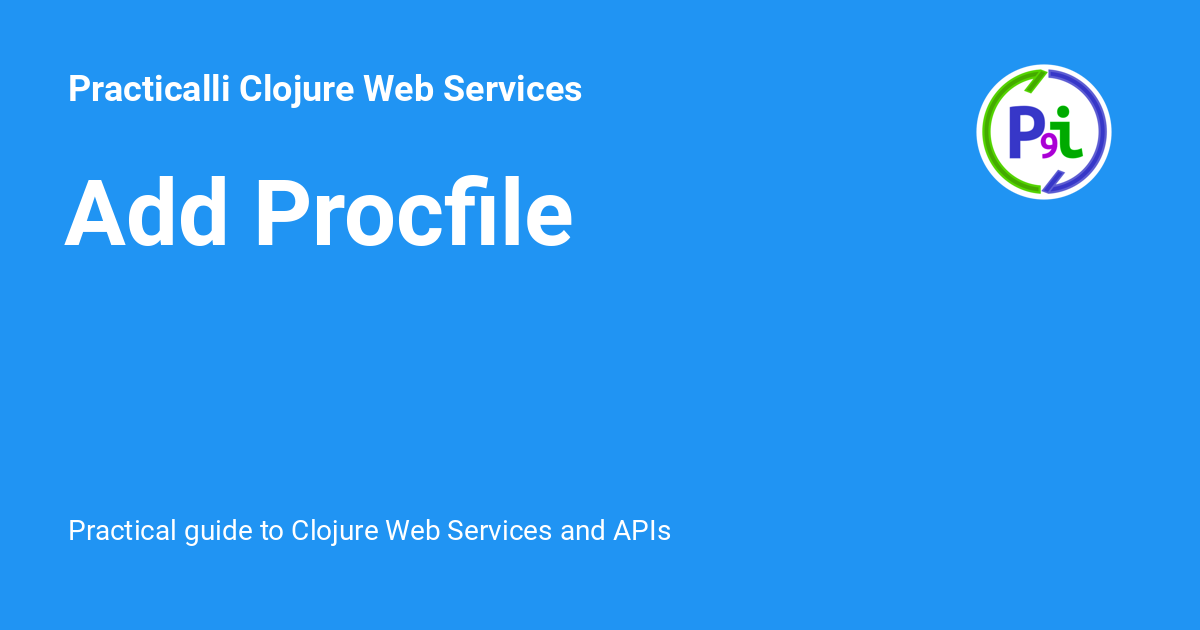 Practicalli Clojure Web Services
P9i
Add Procfile
Practical guide to Clojure Web Services and APIs